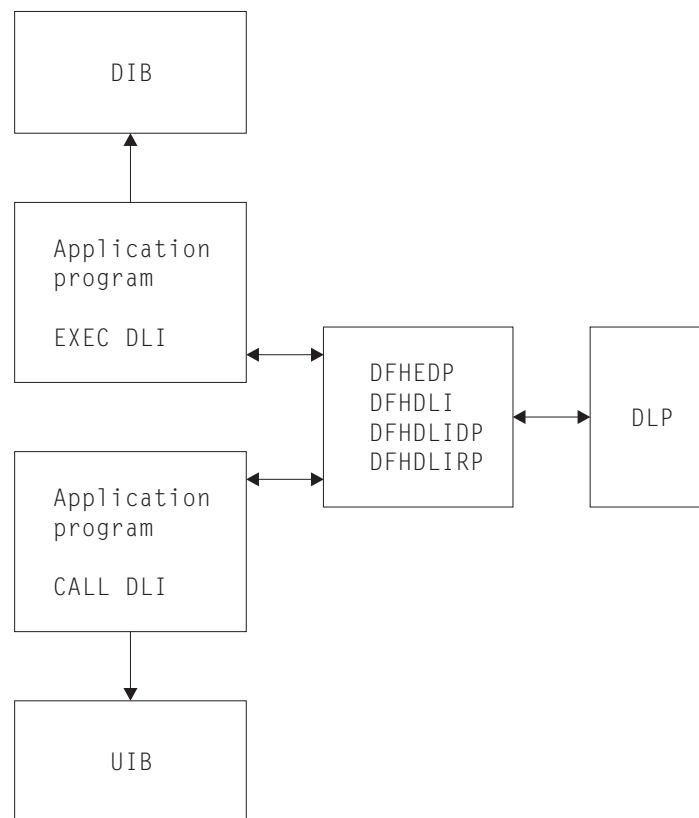 DIB
Application
program
EXEC DLI
DFHEDP
DFHDLI
DFHDLIDP
DFHDLIRP
DLP
Application
program
CALL DLI
UIB